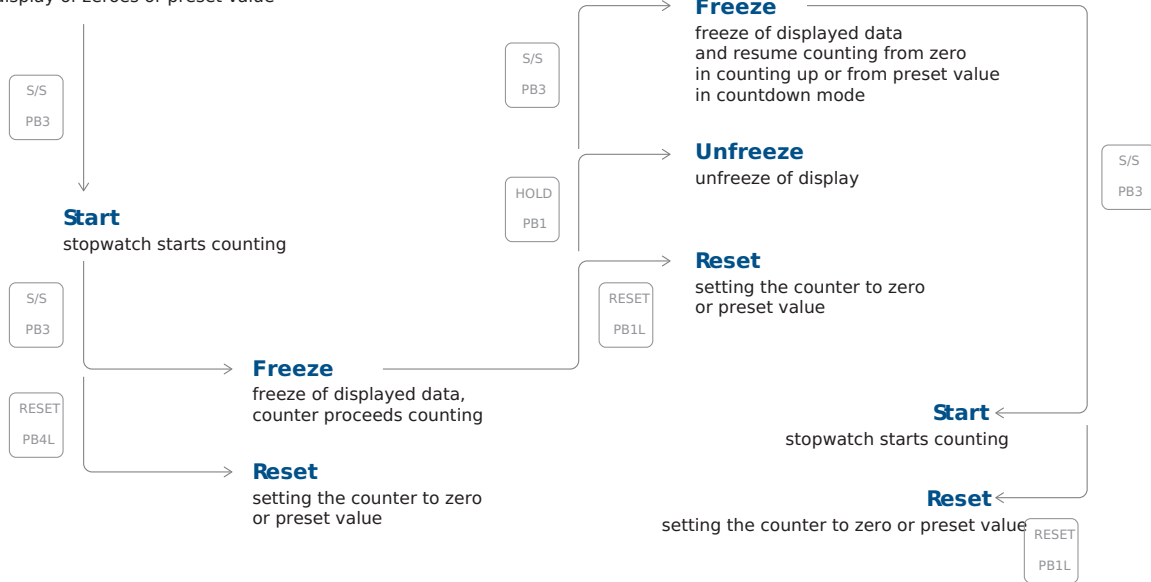 display of zeroes or preset value
S/S
PB3
Start
stopwatch starts counting
S/S
PB3
RESET
PB4L
Freeze
freeze of displayed data,
counter proceeds counting
Reset
setting the counter to zero
or preset value
S/S
PB3
Freeze
freeze of displayed data
and resume counting from zero
in counting up or from preset value
in countdown mode
HOLD
PB1
Unfreeze
unfreeze of display
RESET
PB1L
Reset
setting the counter to zero
or preset value
S/S
PB3
Start
stopwatch starts counting
Reset
setting the counter to zero or preset value
RESET
PB1L